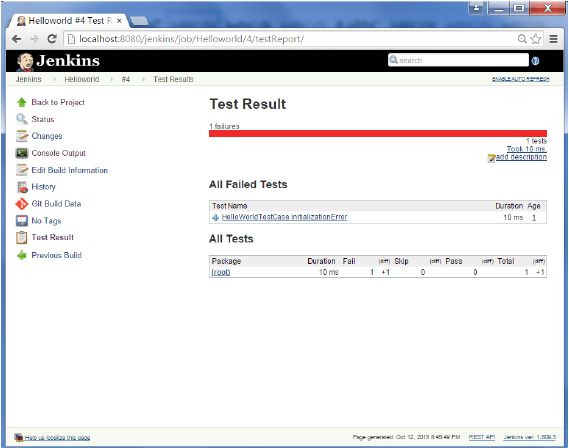 Helloworld #4 Test R
localhost:8080/jenkins/job/Helloworld/4/testReport/
Jenkins
search
Jenkins Helloworld #4 Test Results
ENABLE AUTO REFRESH
Back to Project
Status
Changes
Console Output
Edit Build Information
History
Git Build Data
No Tags
Test Result
Previous Build
Test Result
1 failures
1 tests
Took 10 ms.
add description
All Failed Tests
Test Name Duration Age
HelloWorldTestCase.initializationError 10 ms 1
All Tests
Package Duration Fail (diff) Skip (diff) Pass (diff) Total (diff)
(root) 10 ms 1 +1 0 0 1 +1
Help us localize this page
Page generated: Oct 12, 2015 8:45:49 PM REST API Jenkins ver. 1.609.3